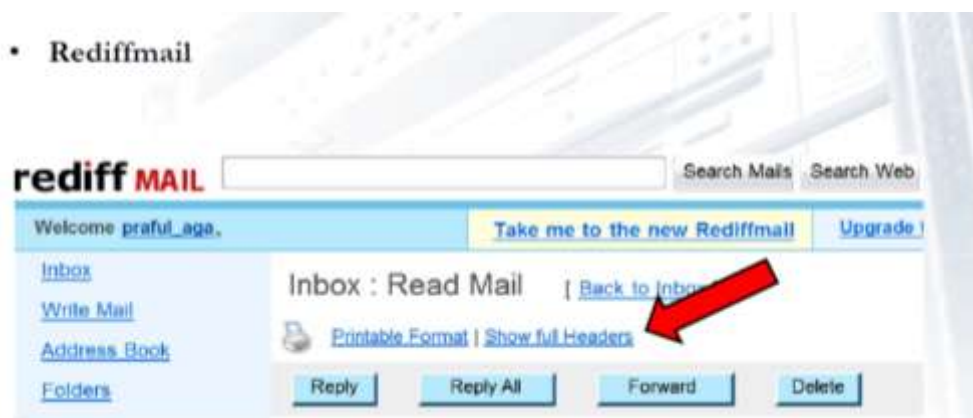 • Rediffmail
rediff MAIL Search Mails Search Web
Welcome praful_aga, Take me to the new Rediffmail Upgrade
Inbox
Inbox : Read Mail [ Back to Inbox
Write Mail
Printable Format | Show full Headers
Address Book
Folders
Reply Reply All Forward Delete